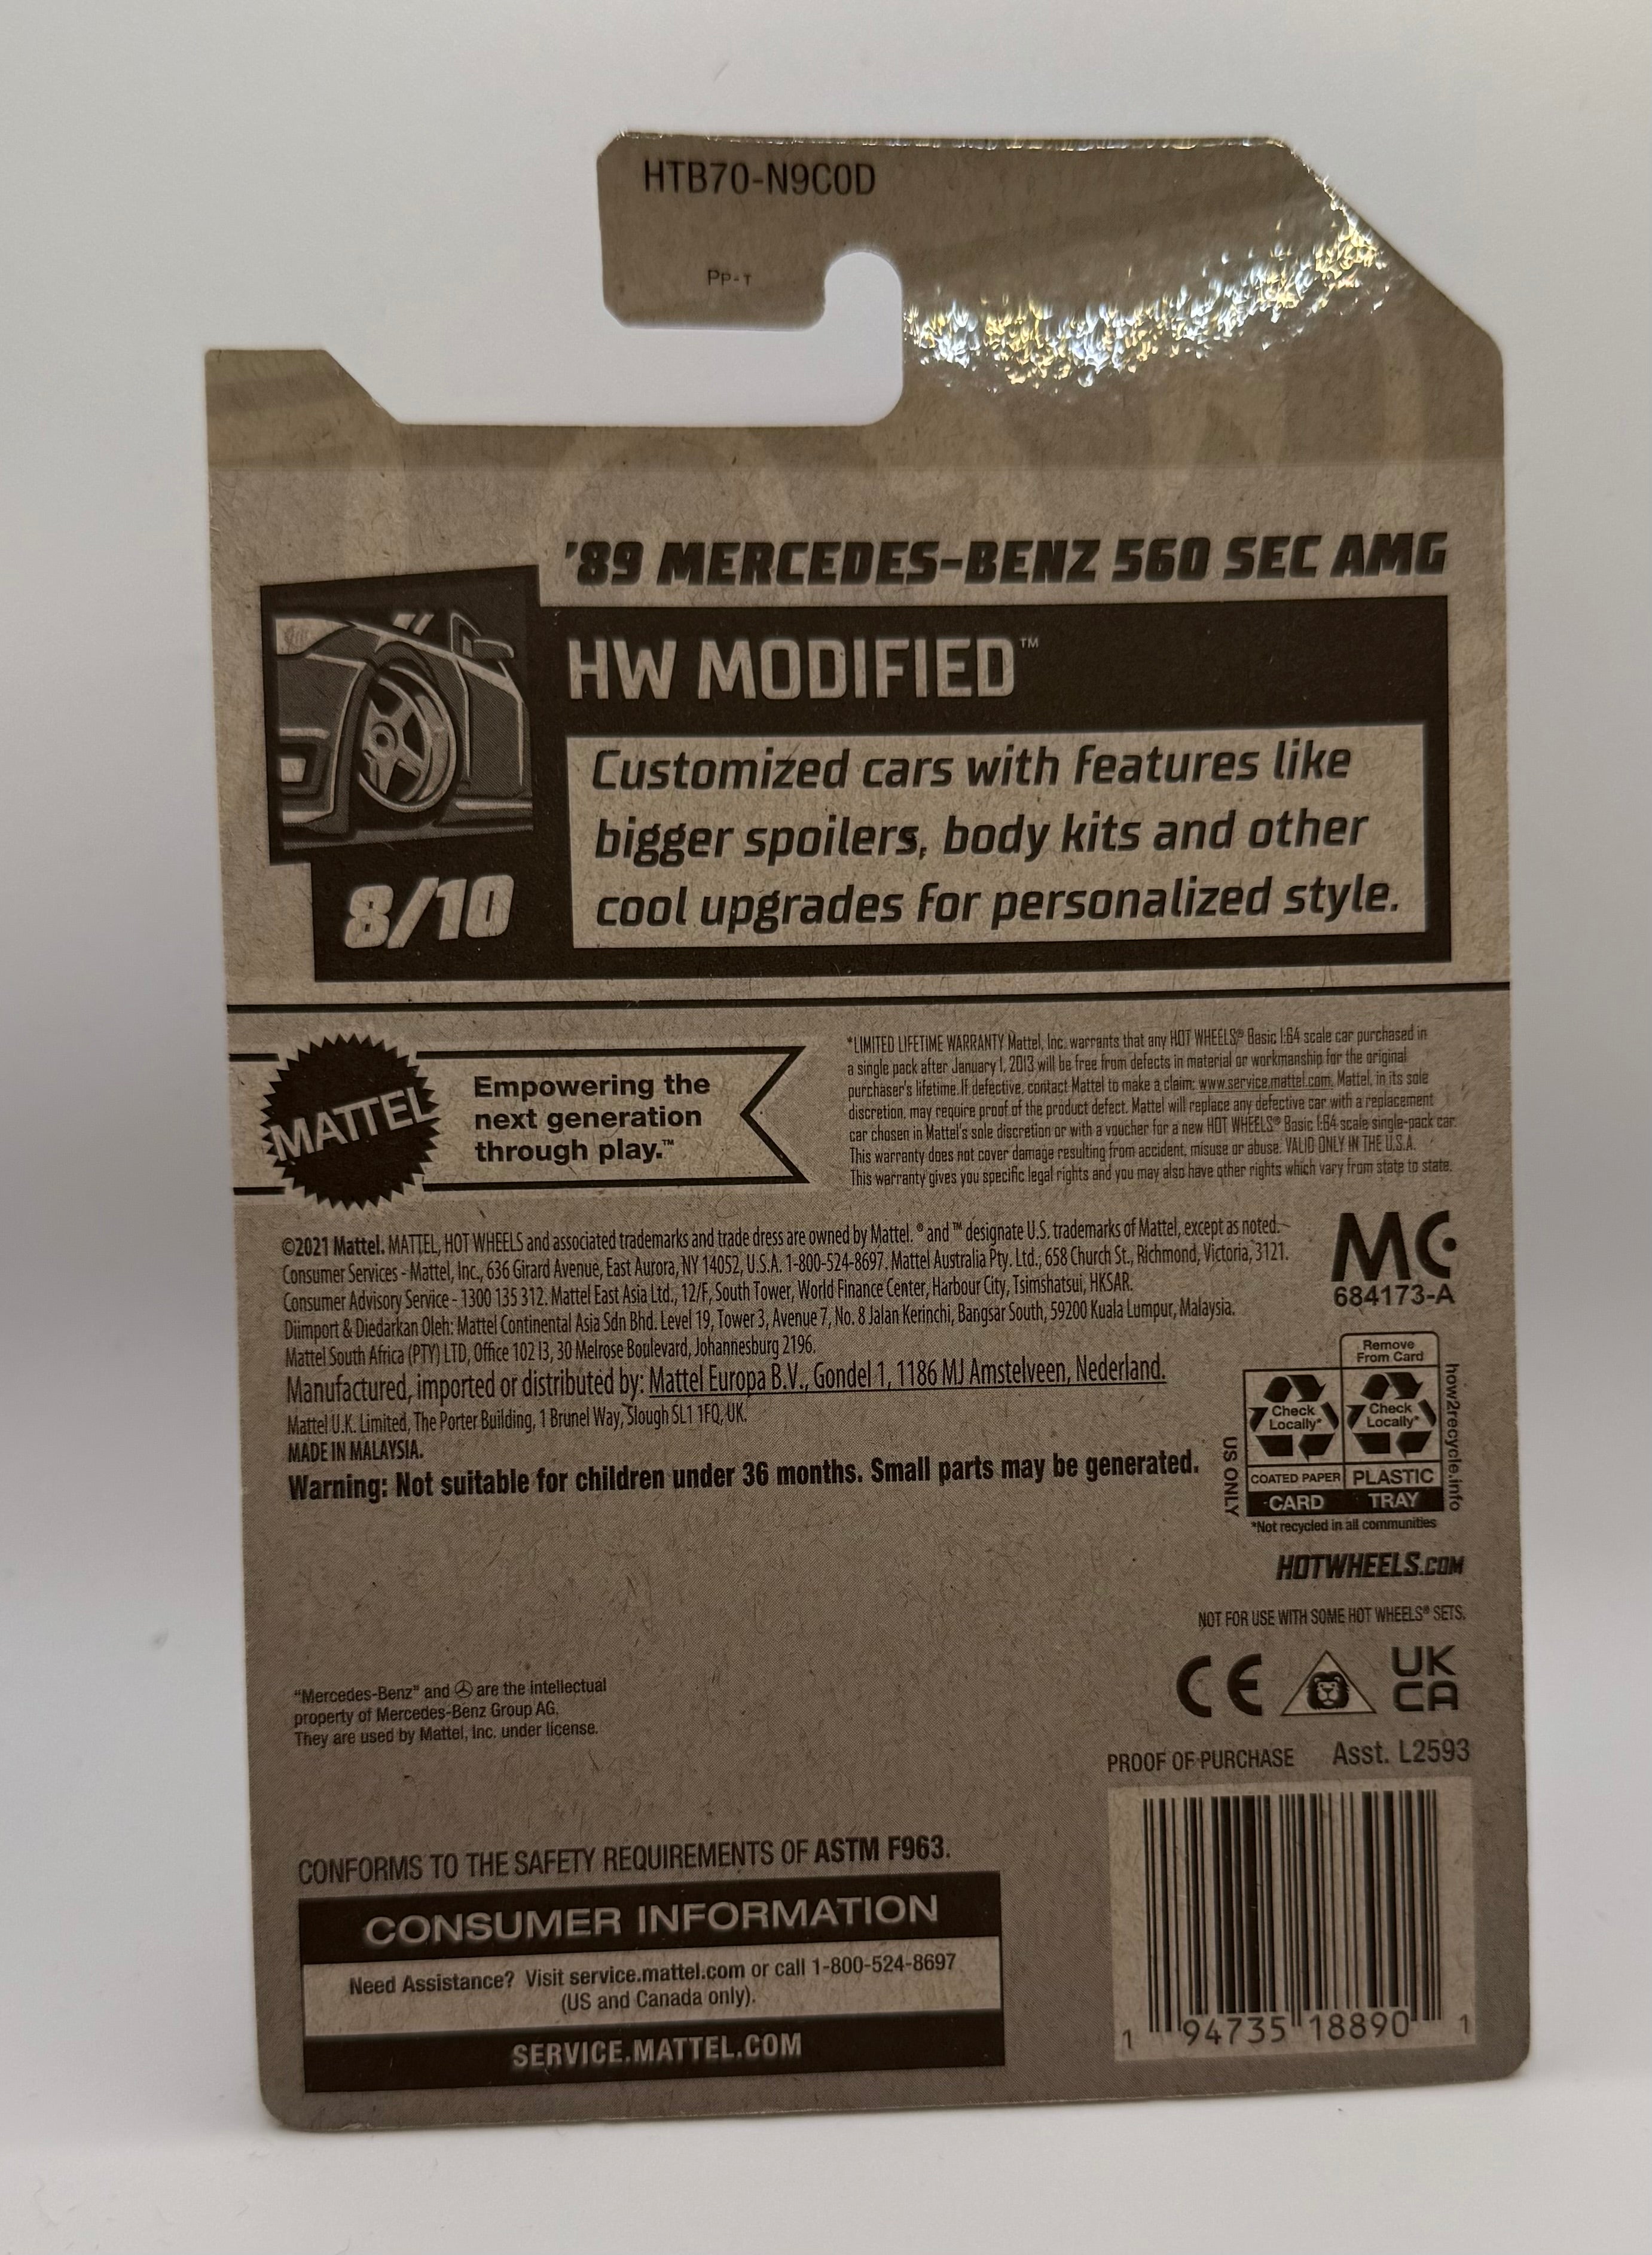 HTB70-N9C0D
Pp-T
'89 MERCEDES-BENZ 560 SEC AMG
HW MODIFIED™
Customized cars with features like
bigger spoilers, body kits and other
cool upgrades for personalized style.
8/10
MATTEL
Empowering the
next generation
through play.™
*LIMITED LIFETIME WARRANTY Mattel, Inc. warrants that any HOT WHEELS® Basic 1:64 scale car purchased in
a single pack after January 1, 2013 will be free from defects in material or workmanship for the original
purchaser's lifetime. If defective, contact Mattel to make a claim: www.service.mattel.com. Mattel, in its sole
discretion, may require proof of the product defect. Mattel will replace any defective car with a replacement
car chosen in Mattel's sole discretion or with a voucher for a new HOT WHEELS® Basic 1:64 scale single-pack car.
This warranty does not cover damage resulting from accident, misuse or abuse. VALID ONLY IN THE U.S.A.
This warranty gives you specific legal rights and you may also have other rights which vary from state to state.
©2021 Mattel. MATTEL, HOT WHEELS and associated trademarks and trade dress are owned by Mattel. ® and ™ designate U.S. trademarks of Mattel, except as noted.
Consumer Services - Mattel, Inc., 636 Girard Avenue, East Aurora, NY 14052, U.S.A. 1-800-524-8697. Mattel Australia Pty. Ltd., 658 Church St., Richmond, Victoria, 3121.
Consumer Advisory Service - 1300 135 312. Mattel East Asia Ltd., 12/F, South Tower, World Finance Center, Harbour City, Tsimshatsui, HKSAR.
Diimport & Diedarkan Oleh: Mattel Continental Asia Sdn Bhd. Level 19, Tower 3, Avenue 7, No. 8 Jalan Kerinchi, Bangsar South, 59200 Kuala Lumpur, Malaysia.
Mattel South Africa (PTY) LTD, Office 102 I3, 30 Melrose Boulevard, Johannesburg 2196.
Manufactured, imported or distributed by: Mattel Europa B.V., Gondel 1, 1186 MJ Amstelveen, Nederland.
Mattel U.K. Limited, The Porter Building, 1 Brunel Way, Slough SL1 1FQ, UK.
MADE IN MALAYSIA.
Warning: Not suitable for children under 36 months. Small parts may be generated.
MC
684173-A
Remove
From Card
Check
Locally*
Check
Locally*
COATED PAPER
PLASTIC
CARD
TRAY
US ONLY
how2recycle.info
*Not recycled in all communities
HOTWHEELS.COM
NOT FOR USE WITH SOME HOT WHEELS® SETS.
CE
UK
CA
"Mercedes-Benz" and are the intellectual
property of Mercedes-Benz Group AG.
They are used by Mattel, Inc. under license.
PROOF OF PURCHASE Asst. L2593
1 94735 18890 1
CONFORMS TO THE SAFETY REQUIREMENTS OF ASTM F963.
CONSUMER INFORMATION
Need Assistance? Visit service.mattel.com or call 1-800-524-8697
(US and Canada only).
SERVICE.MATTEL.COM